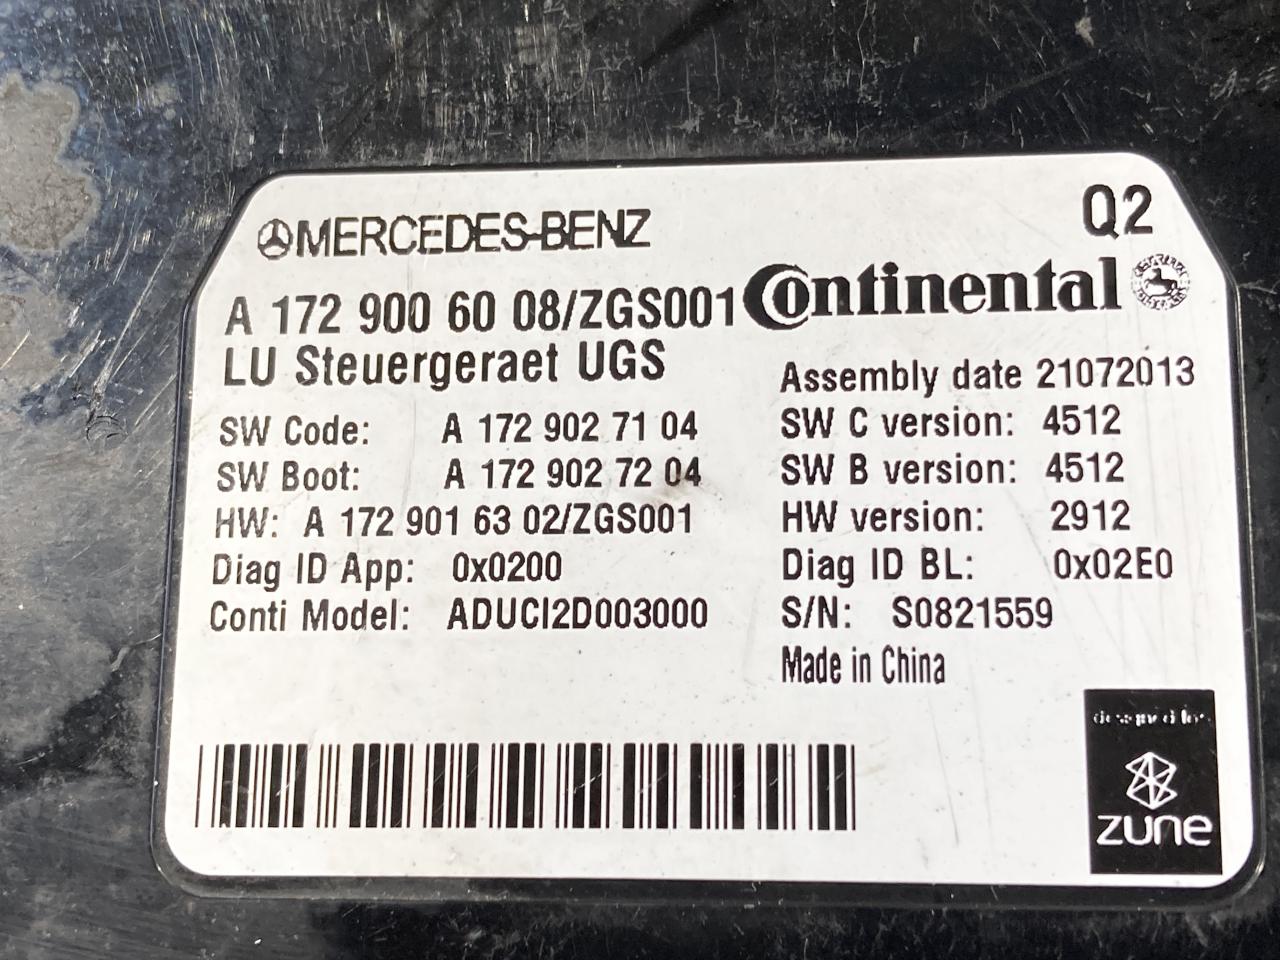 MERCEDES-BENZ
Q2
A 172 900 60 08/ZGS001
Continental
LU Steuergeraet UGS
Assembly date 21072013
SW Code: A 172 902 71 04
SW C version: 4512
SW Boot: A 172 902 72 04
SW B version: 4512
HW: A 172 901 63 02/ZGS001
HW version: 2912
Diag ID App: 0x0200
Diag ID BL: 0x02E0
Conti Model: ADUCI2D003000
S/N: S0821559
Made in China
designed for
zune